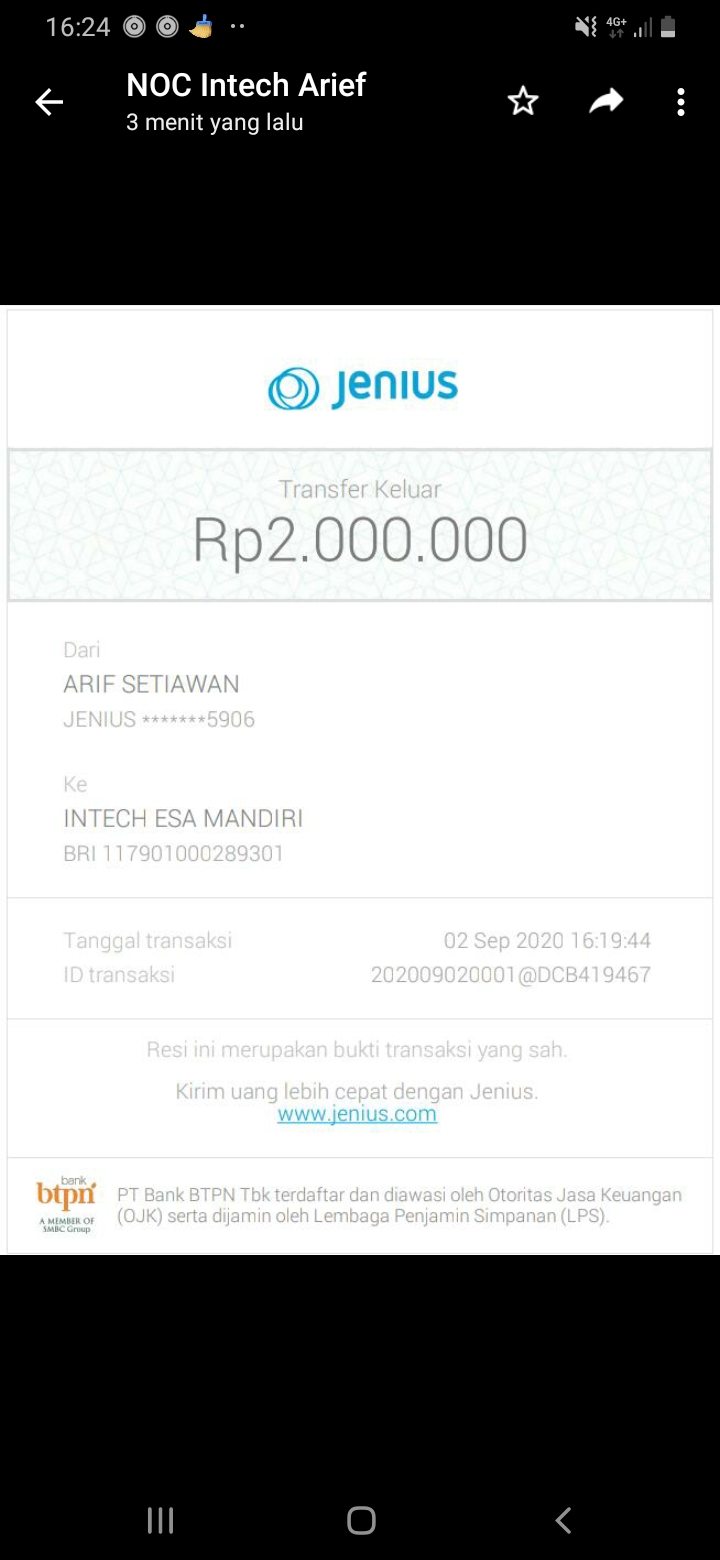 16:24
4G+
NOC Intech Arief
3 menit yang lalu
jenius
Transfer Keluar
Rp2.000.000
Dari
ARIF SETIAWAN
JENIUS *******5906
Ke
INTECH ESA MANDIRI
BRI 117901000289301
Tanggal transaksi 02 Sep 2020 16:19:44
ID transaksi 202009020001@DCB419467
Resi ini merupakan bukti transaksi yang sah.
Kirim uang lebih cepat dengan Jenius.
www.jenius.com
bank
btpn
A MEMBER OF
SMBC Group
PT Bank BTPN Tbk terdaftar dan diawasi oleh Otoritas Jasa Keuangan
(OJK) serta dijamin oleh Lembaga Penjamin Simpanan (LPS).